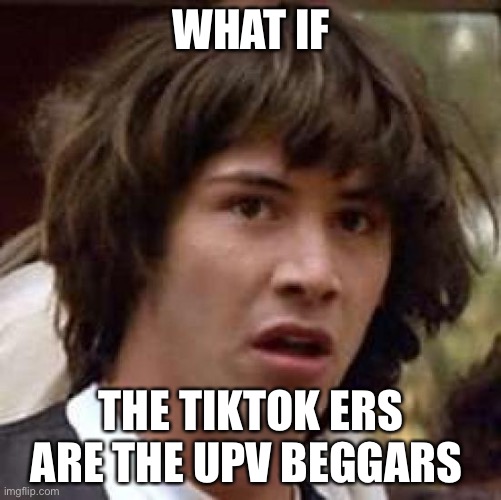 WHAT IF
THE TIKTOK ERS
ARE THE UPV BEGGARS
imgflip.com